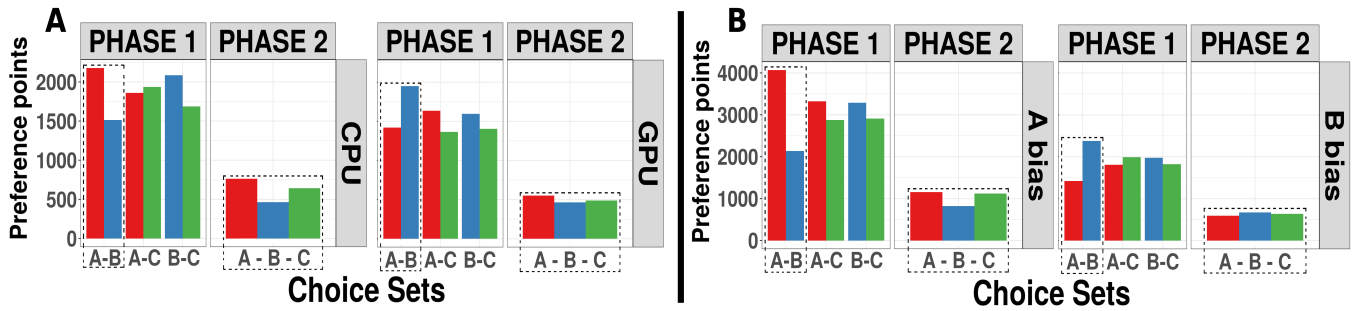 A
PHASE 1 PHASE 2 PHASE 1 PHASE 2
Preference points
2000
1500
1000
500
0
CPU
GPU
A-B A-C B-C A - B - C A-B A-C B-C A - B - C
Choice Sets
B
PHASE 1 PHASE 2 PHASE 1 PHASE 2
Preference points
4000
3000
2000
1000
0
A bias
B bias
A-B A-C B-C A - B - C A-B A-C B-C A - B - C
Choice Sets